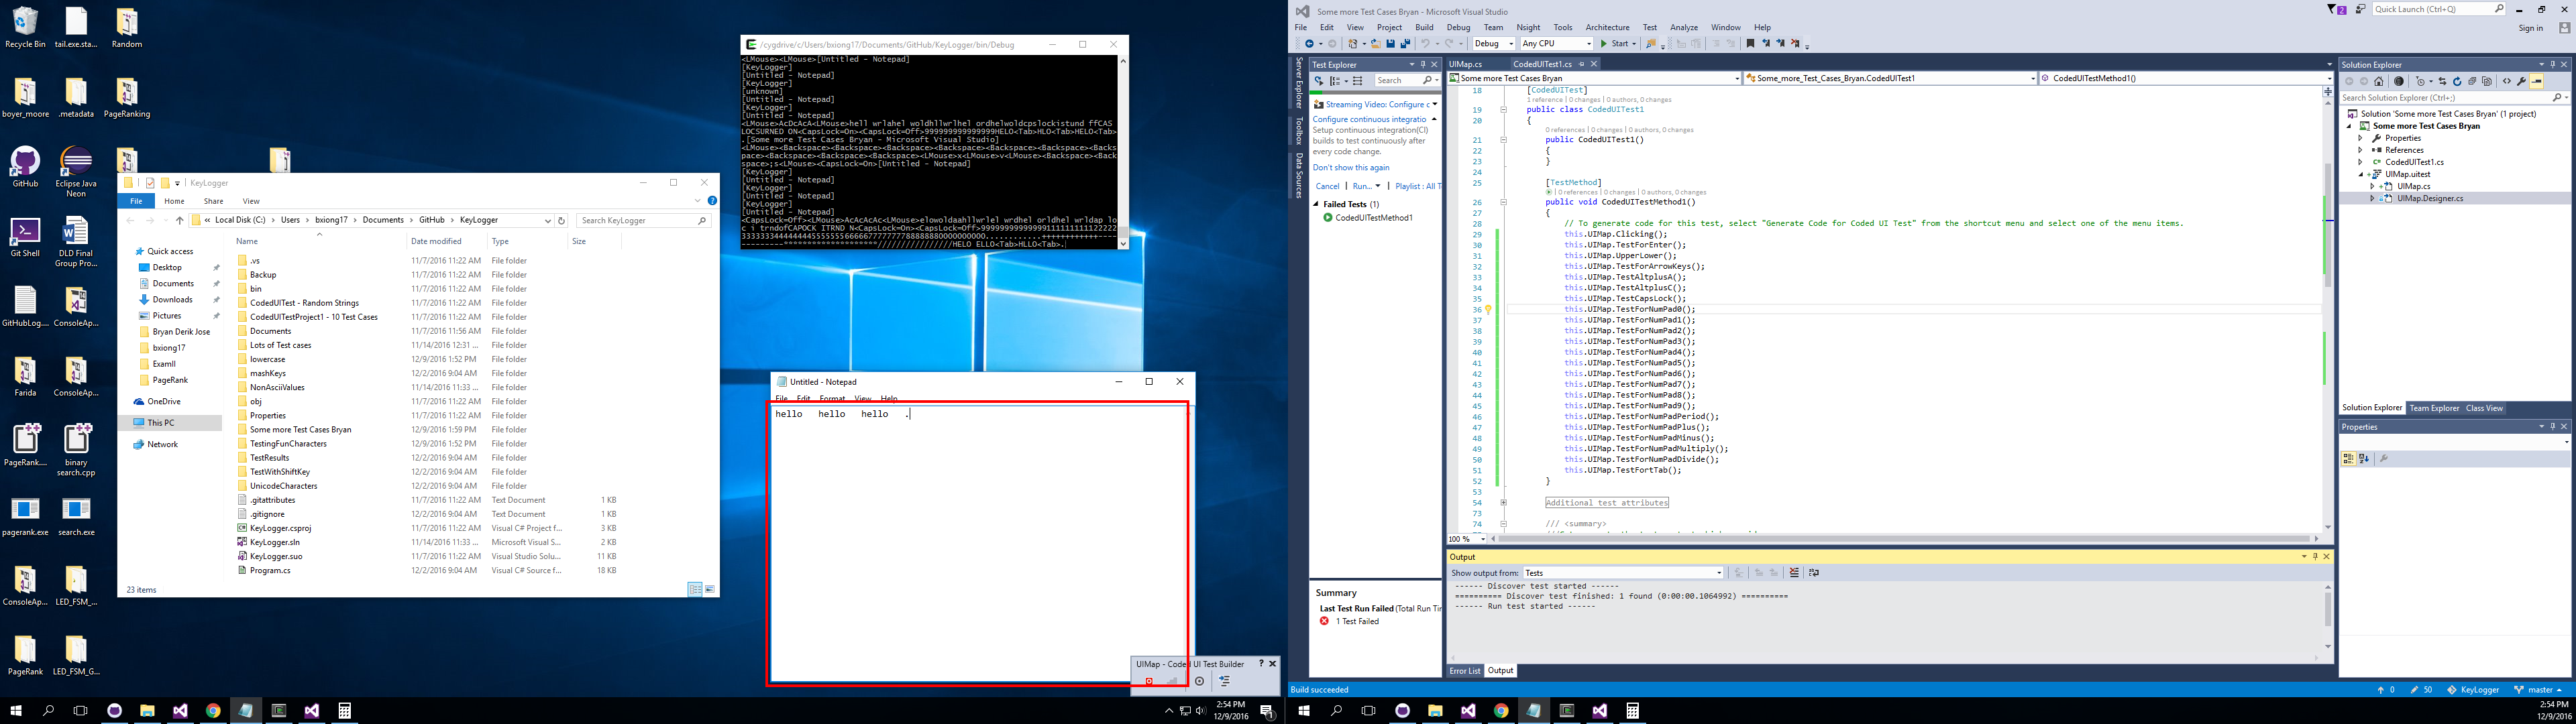 Recycle Bin
tail.exe.sta...
Random
boyer_moore
.metadata
PageRanking
GitHub
Eclipse Java
Neon
Git Shell
DLD Final
Group Pro...
GitHubLog....
ConsoleAp...
Farida
ConsoleAp...
PageRank....
binary
search.cpp
pagerank.exe
search.exe
ConsoleAp...
LED_FSM_...
PageRank
LED_FSM_G...
KeyLogger
File Home Share View
« Local Disk (C:) > Users > bxiong17 > Documents > GitHub > KeyLogger
Search KeyLogger
Quick access
Desktop
Documents
Downloads
Pictures
Bryan Derik Jose
bxiong17
ExamII
PageRank
OneDrive
This PC
Network
Name Date modified Type Size
.vs 11/7/2016 11:22 AM File folder
Backup 11/7/2016 11:22 AM File folder
bin 11/7/2016 11:22 AM File folder
CodedUITest - Random Strings 11/7/2016 11:22 AM File folder
CodedUITestProject1 - 10 Test Cases 11/7/2016 11:22 AM File folder
Documents 11/7/2016 11:56 AM File folder
Lots of Test cases 11/14/2016 12:31 ... File folder
lowercase 12/9/2016 1:52 PM File folder
mashKeys 12/2/2016 9:04 AM File folder
NonAsciiValues 11/14/2016 11:33 ... File folder
obj 11/7/2016 11:22 AM File folder
Properties 11/7/2016 11:22 AM File folder
Some more Test Cases Bryan 12/9/2016 1:59 PM File folder
TestingFunCharacters 12/9/2016 1:52 PM File folder
TestResults 12/2/2016 9:04 AM File folder
TestWithShiftKey 12/2/2016 9:04 AM File folder
UnicodeCharacters 12/2/2016 9:04 AM File folder
.gitattributes 11/7/2016 11:22 AM Text Document 1 KB
.gitignore 12/2/2016 9:04 AM Text Document 1 KB
KeyLogger.csproj 11/7/2016 11:22 AM Visual C# Project f... 3 KB
KeyLogger.sln 11/14/2016 11:33 ... Microsoft Visual S... 2 KB
KeyLogger.suo 11/7/2016 11:22 AM Visual Studio Solu... 11 KB
Program.cs 12/2/2016 9:04 AM Visual C# Source f... 18 KB
23 items
/cygdrive/c/Users/bxiong17/Documents/GitHub/KeyLogger/bin/Debug
<LMouse><LMouse>[Untitled - Notepad]
[KeyLogger]
[Untitled - Notepad]
[KeyLogger]
[unknown]
[Untitled - Notepad]
[KeyLogger]
[Untitled - Notepad]
<LMouse>AcDcAcA<LMouse>hell wrlahel woldhllwrlhel ordhelwoldcpslockistund ffCAS
LOCSURNED ON<CapsLock=On><CapsLock=Off>9999999999999999HELO<Tab>HLO<Tab>HELO<Tab>
.[Some more Test Cases Bryan - Microsoft Visual Studio]
<LMouse><Backspace><Backspace><Backspace><Backspace><Backspace><Backspace><Backs
pace><Backspace><Backspace><Backspace><LMouse>x<LMouse>v<LMouse><Backspace><Back
space>;s<LMouse><CapsLock=On>[Untitled - Notepad]
[KeyLogger]
[Untitled - Notepad]
[KeyLogger]
[Untitled - Notepad]
[KeyLogger]
[Untitled - Notepad]
<CapsLock=Off><LMouse>AcAcAcAc<LMouse>elowoldaahllwrlel wrdhel orldhel wrldap lo
Untitled - Notepad
File Edit Format View Help
hello hello hello .
UIMap - Coded UI Test Builder
2:54 PM
12/9/2016
Some more Test Cases Bryan - Microsoft Visual Studio
2
Quick Launch (Ctrl+Q)
File Edit View Project Build Debug Team Nsight Tools Architecture Test Analyze Window Help
Sign in
Debug Any CPU Start
Server Explorer
Toolbox
Data Sources
Test Explorer
Search
Streaming Video: Configure c
Configure continuous integratio
Setup continuous integration(CI)
builds to test continuously after
every code change.
Don't show this again
Cancel | Run... | Playlist : All T
Failed Tests (1)
CodedUITestMethod1
Summary
Last Test Run Failed (Total Run Tir
1 Test Failed
UIMap.cs CodedUITest1.cs
Some more Test Cases Bryan Some_more_Test_Cases_Bryan.CodedUITest1 CodedUITestMethod1()
18 [CodedUITest]
1 reference | 0 changes | 0 authors, 0 changes
19 public class CodedUITest1
20 {
0 references | 0 changes | 0 authors, 0 changes
21 public CodedUITest1()
22 {
23 }
24
25 [TestMethod]
0 references | 0 changes | 0 authors, 0 changes
26 public void CodedUITestMethod1()
27 {
28 // To generate code for this test, select "Generate Code for Coded UI Test" from the shortcut menu and select one of the menu items.
29 this.UIMap.Clicking();
30 this.UIMap.TestForEnter();
31 this.UIMap.UpperLower();
32 this.UIMap.TestForArrowKeys();
33 this.UIMap.TestAltplusA();
34 this.UIMap.TestAltplusC();
35 this.UIMap.TestCapsLock();
36 this.UIMap.TestForNumPad0();
37 this.UIMap.TestForNumPad1();
38 this.UIMap.TestForNumPad2();
39 this.UIMap.TestForNumPad3();
40 this.UIMap.TestForNumPad4();
41 this.UIMap.TestForNumPad5();
42 this.UIMap.TestForNumPad6();
43 this.UIMap.TestForNumPad7();
44 this.UIMap.TestForNumPad8();
45 this.UIMap.TestForNumPad9();
46 this.UIMap.TestForNumPadPeriod();
47 this.UIMap.TestForNumPadPlus();
48 this.UIMap.TestForNumPadMinus();
49 this.UIMap.TestForNumPadMultiply();
50 this.UIMap.TestForNumPadDivide();
51 this.UIMap.TestFortTab();
52 }
53
54 Additional test attributes
73
74 /// <summary>
100 %
Output
Show output from: Tests
------ Discover test started ------
========== Discover test finished: 1 found (0:00:00.1064992) ==========
------ Run test started ------
Error List Output
Solution Explorer
Search Solution Explorer (Ctrl+;)
Solution 'Some more Test Cases Bryan' (1 project)
Some more Test Cases Bryan
Properties
References
CodedUITest1.cs
UIMap.uitest
UIMap.cs
UIMap.Designer.cs
Solution Explorer Team Explorer Class View
Properties
Build succeeded
0 50 KeyLogger master
2:54 PM
12/9/2016